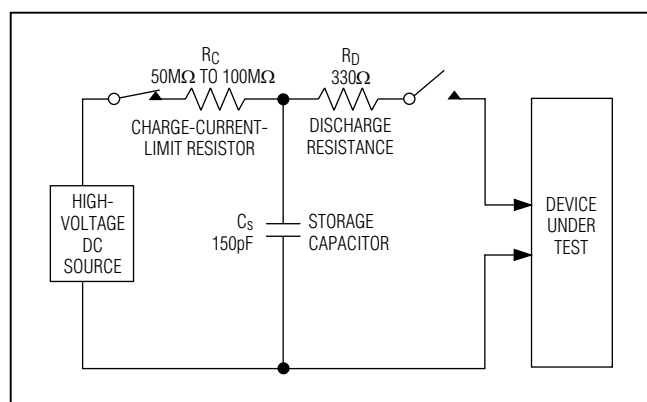 RC
50MΩ TO 100MΩ
CHARGE-CURRENT-
LIMIT RESISTOR
RD
330Ω
DISCHARGE
RESISTANCE
HIGH-
VOLTAGE
DC
SOURCE
CS
150pF
STORAGE
CAPACITOR
DEVICE
UNDER
TEST